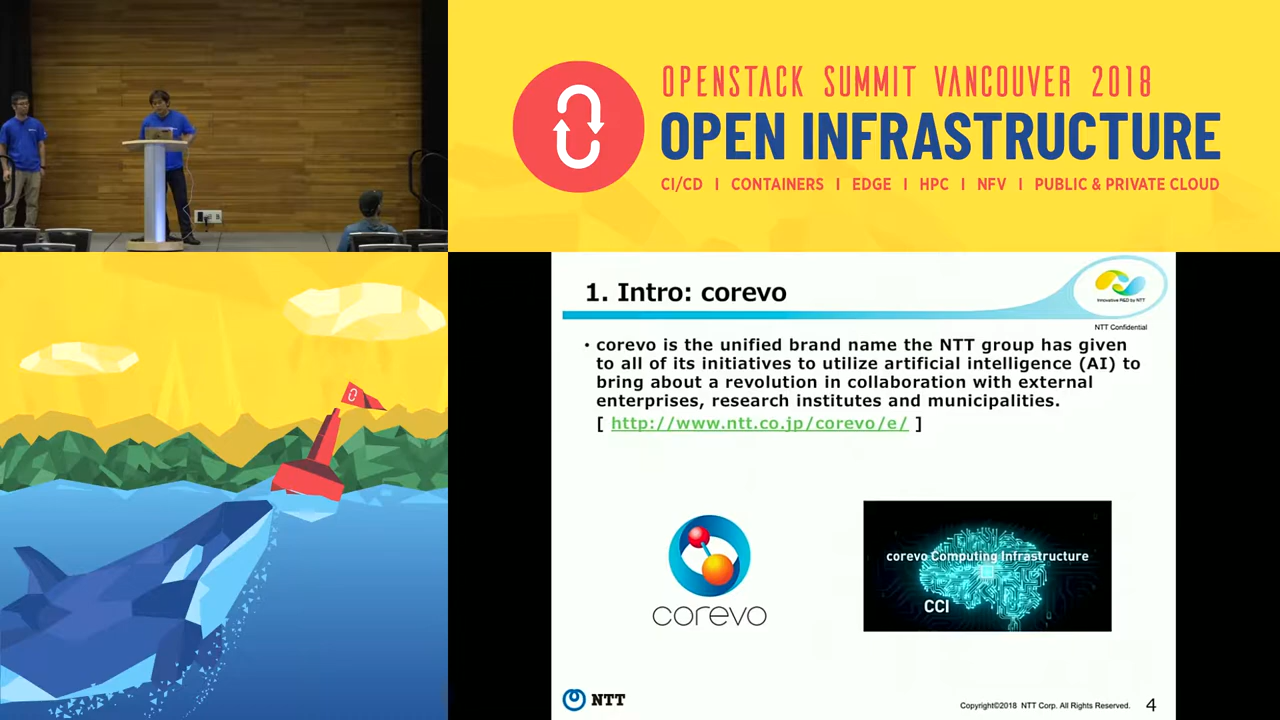 OPENSTACK SUMMIT VANCOUVER 2018
OPEN INFRASTRUCTURE
CI/CD | CONTAINERS | EDGE | HPC | NFV | PUBLIC & PRIVATE CLOUD
1. Intro: corevo
Innovative R&D by NTT
NTT Confidential
• corevo is the unified brand name the NTT group has given
to all of its initiatives to utilize artificial intelligence (AI) to
bring about a revolution in collaboration with external
enterprises, research institutes and municipalities.
[ http://www.ntt.co.jp/corevo/e/ ]
corevo
corevo Computing Infrastructure
CCI
NTT
Copyright©2018 NTT Corp. All Rights Reserved.
4